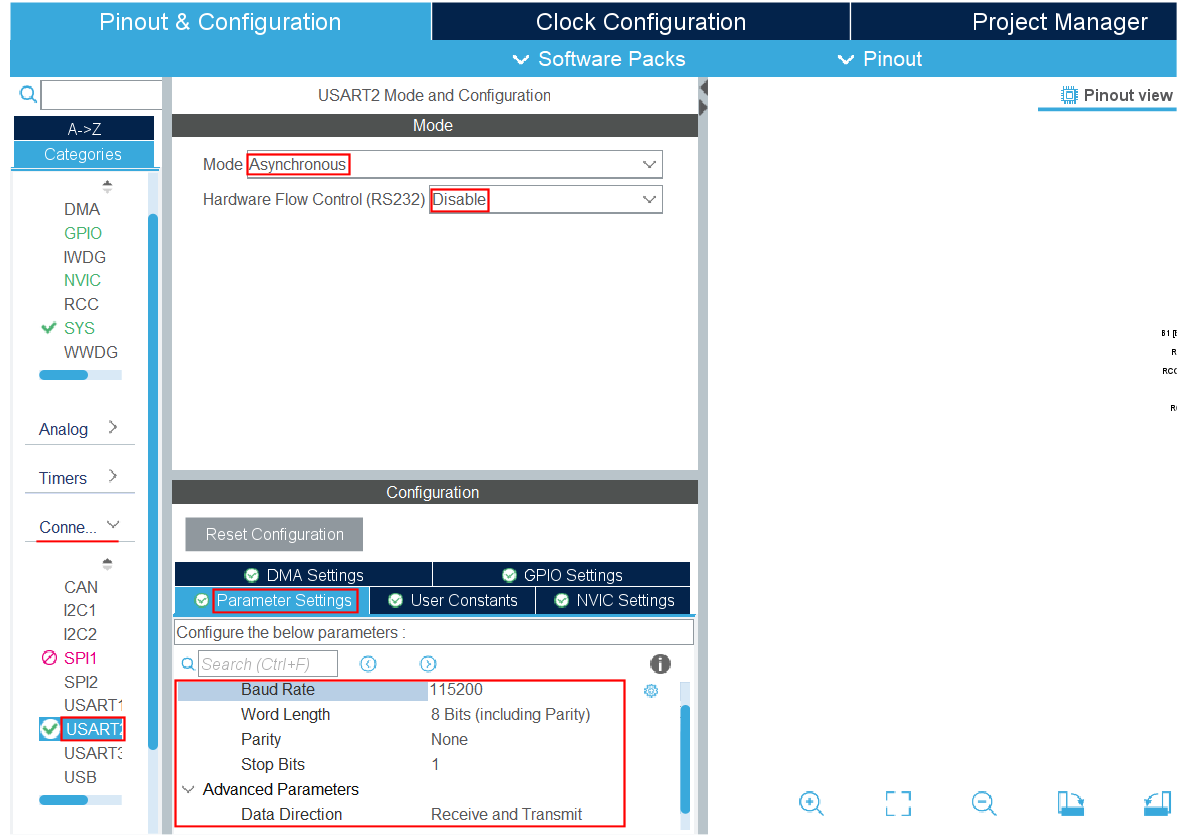 Pinout & Configuration
Clock Configuration
Project Manager
Software Packs
Pinout
USART2 Mode and Configuration
Pinout view
A->Z
Categories
Mode
Mode Asynchronous
Hardware Flow Control (RS232) Disable
DMA
GPIO
IWDG
NVIC
RCC
SYS
WWDG
Analog
Timers
Conne...
CAN
I2C1
I2C2
SPI1
SPI2
USART1
USART2
USART3
USB
Configuration
Reset Configuration
DMA Settings
GPIO Settings
Parameter Settings
User Constants
NVIC Settings
Configure the below parameters :
Search (Ctrl+F)
Baud Rate 115200
Word Length 8 Bits (including Parity)
Parity None
Stop Bits 1
Advanced Parameters
Data Direction Receive and Transmit
B1 [
R
RCC